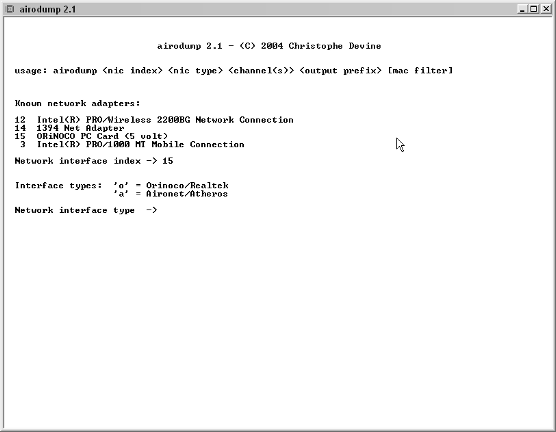 airodump 2.1
airodump 2.1 - (C) 2004 Christophe Devine
usage: airodump <nic index> <nic type> <channel(s)> <output prefix> [mac filter]
Known network adapters:
12 Intel(R) PRO/Wireless 2200BG Network Connection
14 1394 Net Adapter
15 ORiNOCO PC Card (5 volt)
3 Intel(R) PRO/1000 MT Mobile Connection
Network interface index -> 15
Interface types: 'o' = Orinoco/Realtek
'a' = Aironet/Atheros
Network interface type ->